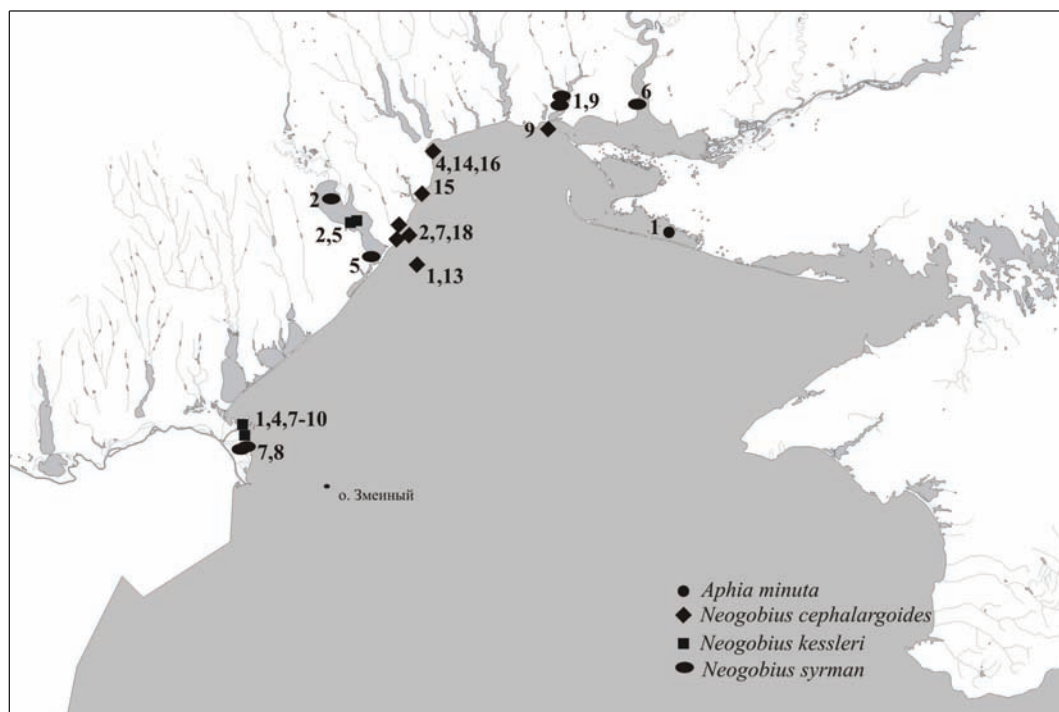 6
1,9
9
4,14,16
15
2
2,5
2,7,18
1
5
1,13
1,4,7-10
7,8
о. Змеиный
Aphia minuta
Neogobius cephalargoides
Neogobius kessleri
Neogobius syrman